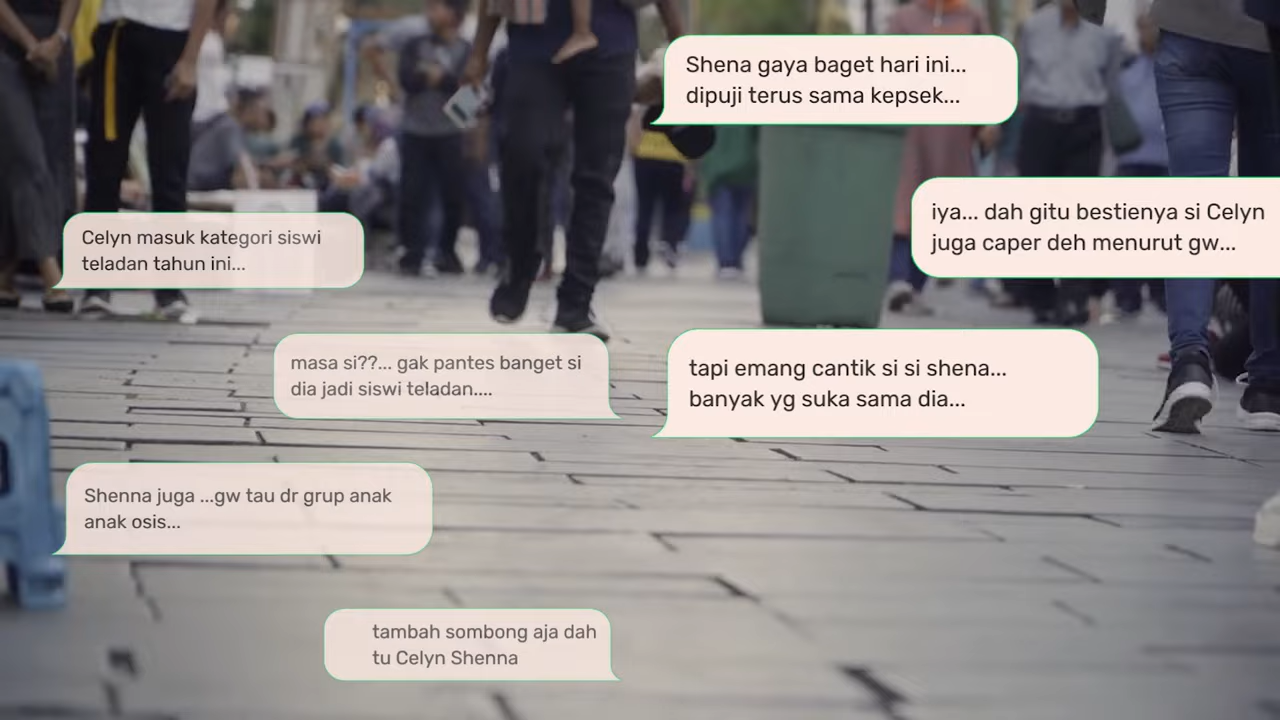 Shena gaya baget hari ini...
dipuji terus sama kepsek...
iya... dah gitu bestienya si Celyn
juga caper deh menurut gw...
Celyn masuk kategori siswi
teladan tahun ini...
masa si??... gak pantes banget si
dia jadi siswi teladan....
tapi emang cantik si si shena...
banyak yg suka sama dia...
Shenna juga ...gw tau dr grup anak
anak osis...
tambah sombong aja dah
tu Celyn Shenna